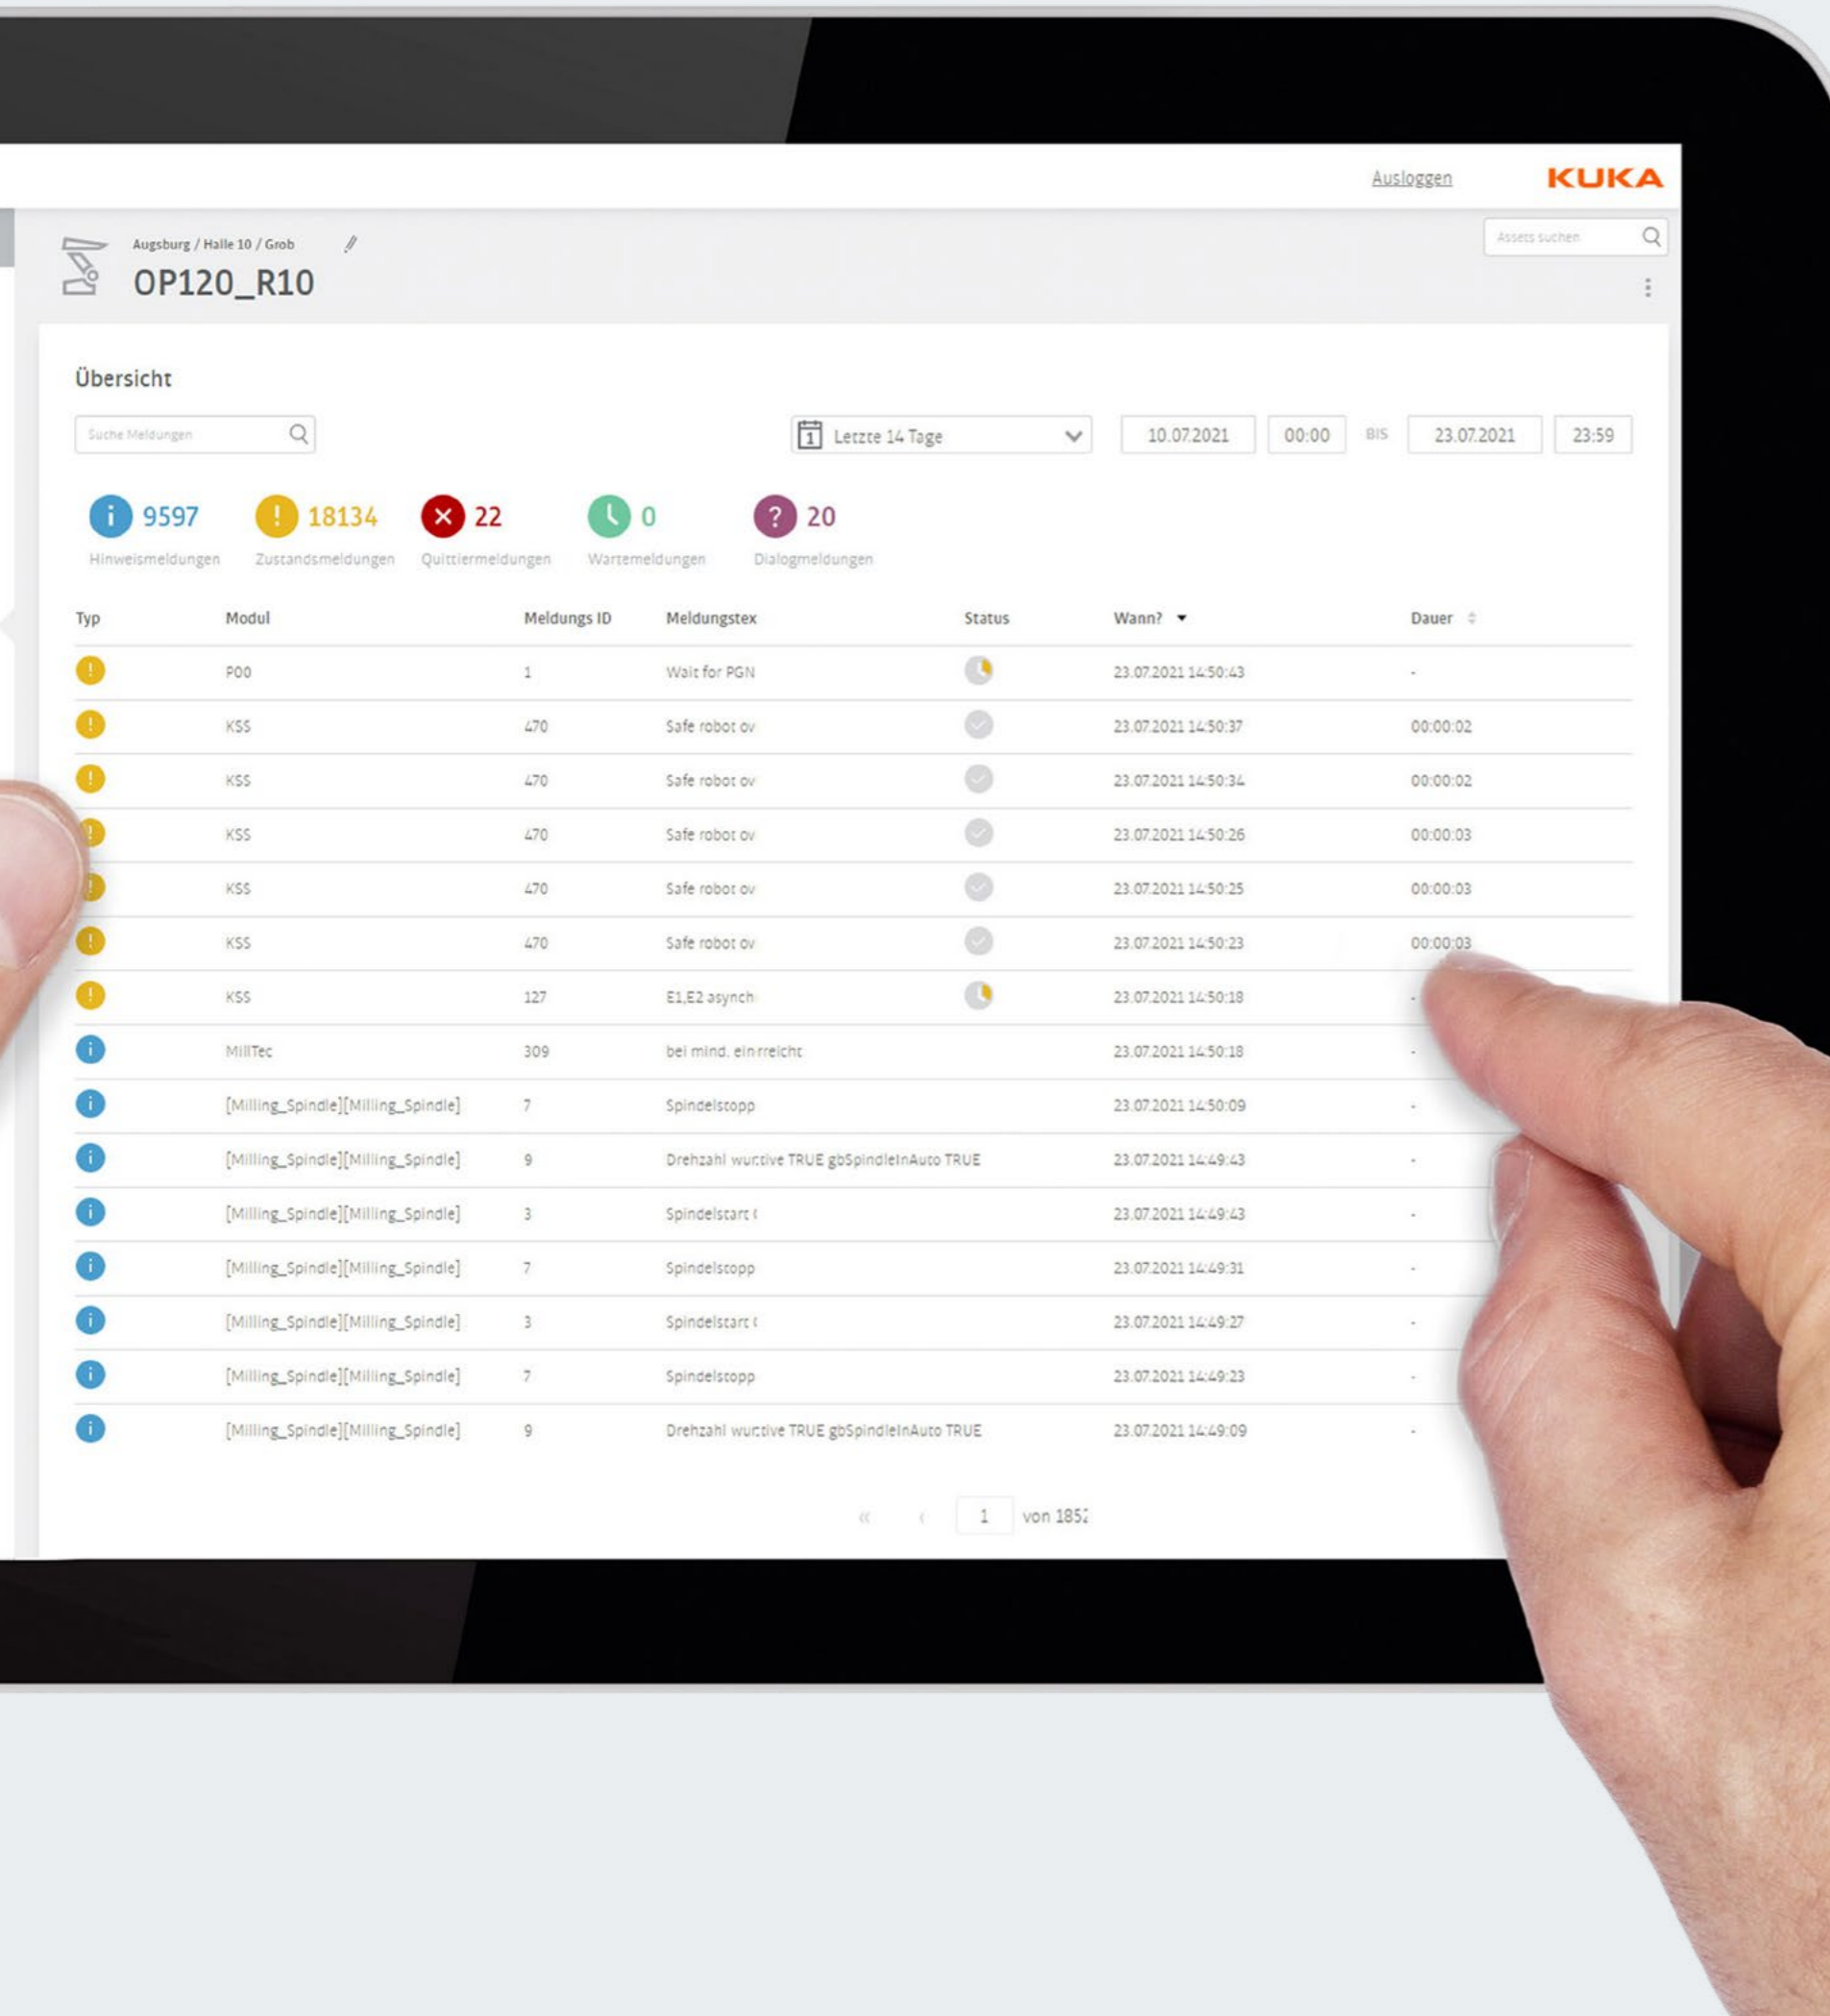 Ausloggen KUKA
Augsburg / Halle 10 / Grob
Assets suchen
OP120_R10
Übersicht
Suche Meldungen
1 Letzte 14 Tage 10.07.2021 00:00 BIS 23.07.2021 23:59
9597 18134 22 0 20
Hinweismeldungen Zustandsmeldungen Quittiermeldungen Wartemeldungen Dialogmeldungen
Typ Modul Meldungs ID Meldungstex Status Wann? Dauer
P00 1 Wait for PGN 23.07.2021 14:50:43 -
KSS 470 Safe robot ov 23.07.2021 14:50:37 00:00:02
KSS 470 Safe robot ov 23.07.2021 14:50:34 00:00:02
KSS 470 Safe robot ov 23.07.2021 14:50:26 00:00:03
KSS 470 Safe robot ov 23.07.2021 14:50:25 00:00:03
KSS 470 Safe robot ov 23.07.2021 14:50:23 00:00:03
KSS 127 E1,E2 asynch 23.07.2021 14:50:18 -
MillTec 309 bei mind. ein rreicht 23.07.2021 14:50:18 -
[Milling_Spindle][Milling_Spindle] 7 Spindelstopp 23.07.2021 14:50:09 -
[Milling_Spindle][Milling_Spindle] 9 Drehzahl wur:tive TRUE gbSpindleInAuto TRUE 23.07.2021 14:49:43 -
[Milling_Spindle][Milling_Spindle] 3 Spindelstart 23.07.2021 14:49:43 -
[Milling_Spindle][Milling_Spindle] 7 Spindelstopp 23.07.2021 14:49:31 -
[Milling_Spindle][Milling_Spindle] 3 Spindelstart 23.07.2021 14:49:27 -
[Milling_Spindle][Milling_Spindle] 7 Spindelstopp 23.07.2021 14:49:23 -
[Milling_Spindle][Milling_Spindle] 9 Drehzahl wur:tive TRUE gbSpindleInAuto TRUE 23.07.2021 14:49:09 -
« ‹ 1 von 1852